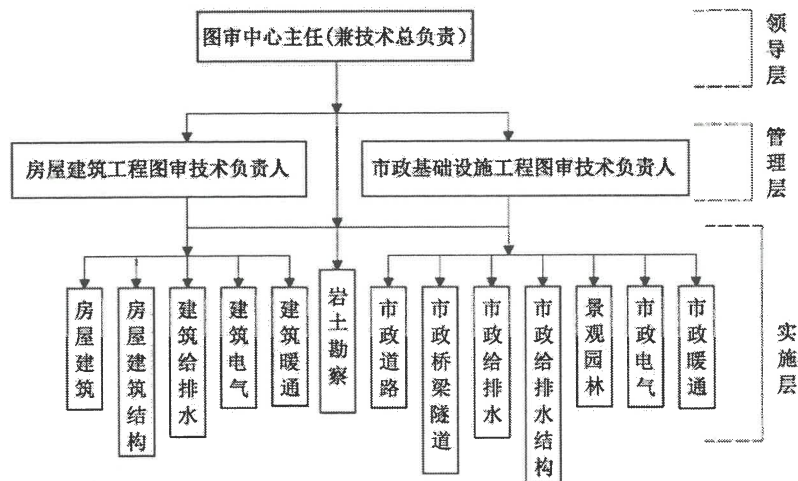 图审中心主任(兼技术总负责)
领导层
房屋建筑工程图审技术负责人
市政基础设施工程图审技术负责人
管理层
房屋建筑
房屋建筑结构
建筑给排水
建筑电气
建筑暖通
岩土勘察
市政道路
市政桥梁隧道
市政给排水
市政给排水结构
景观园林
市政电气
市政暖通
实施层